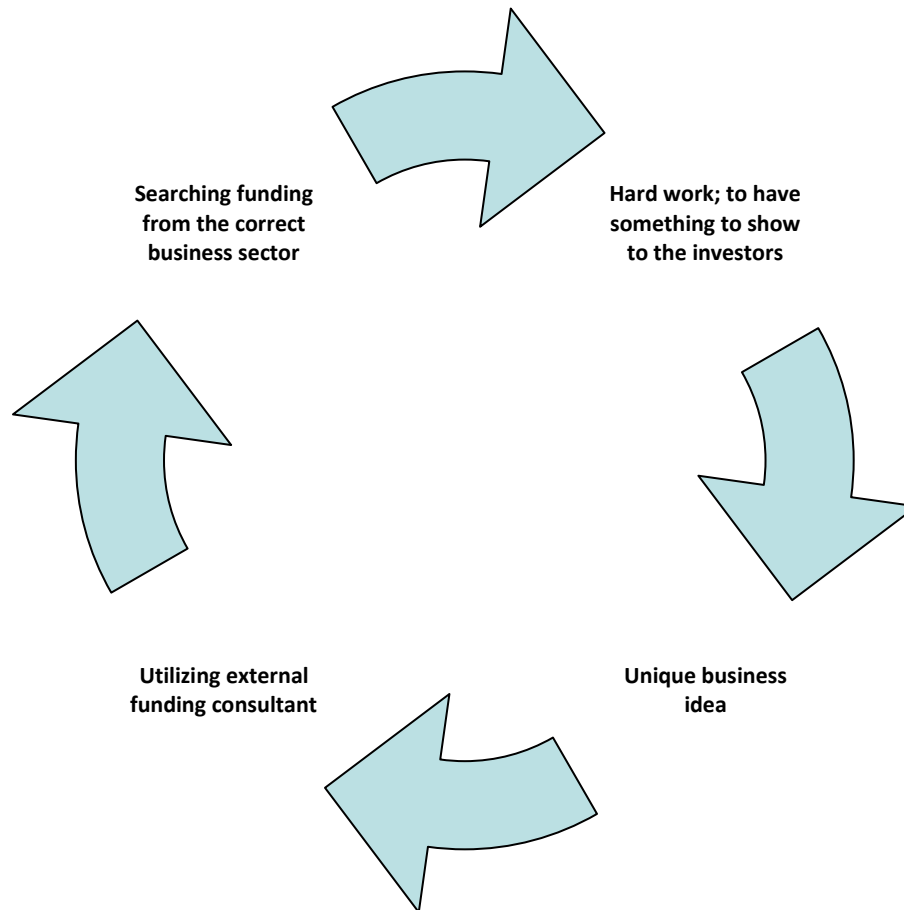 Searching funding
from the correct
business sector
Hard work; to have
something to show
to the investors
Utilizing external
funding consultant
Unique business
idea